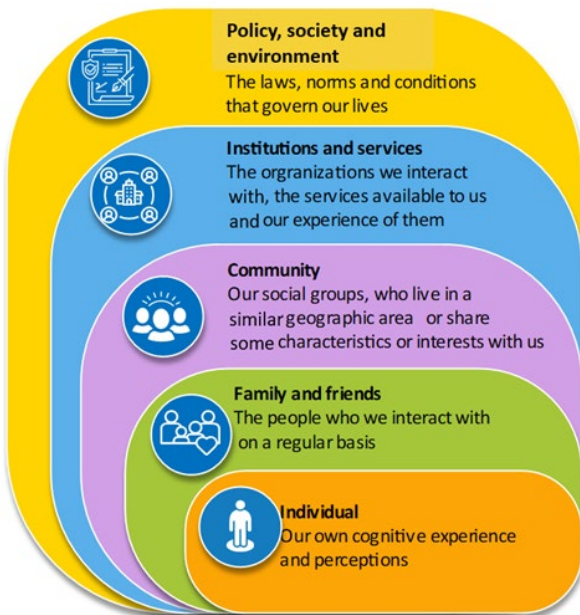 Policy, society and
environment
The laws, norms and conditions
that govern our lives
Institutions and services
The orgranizations we interact
with, the services available to us
and our experience of them
Community
Our social groups, who live in a
similar geographic area or share
some characteristics or interests with us
Family and friends
The people who we interact with
on a regular basis
Individual
Our own cognitive experience
and perceptions